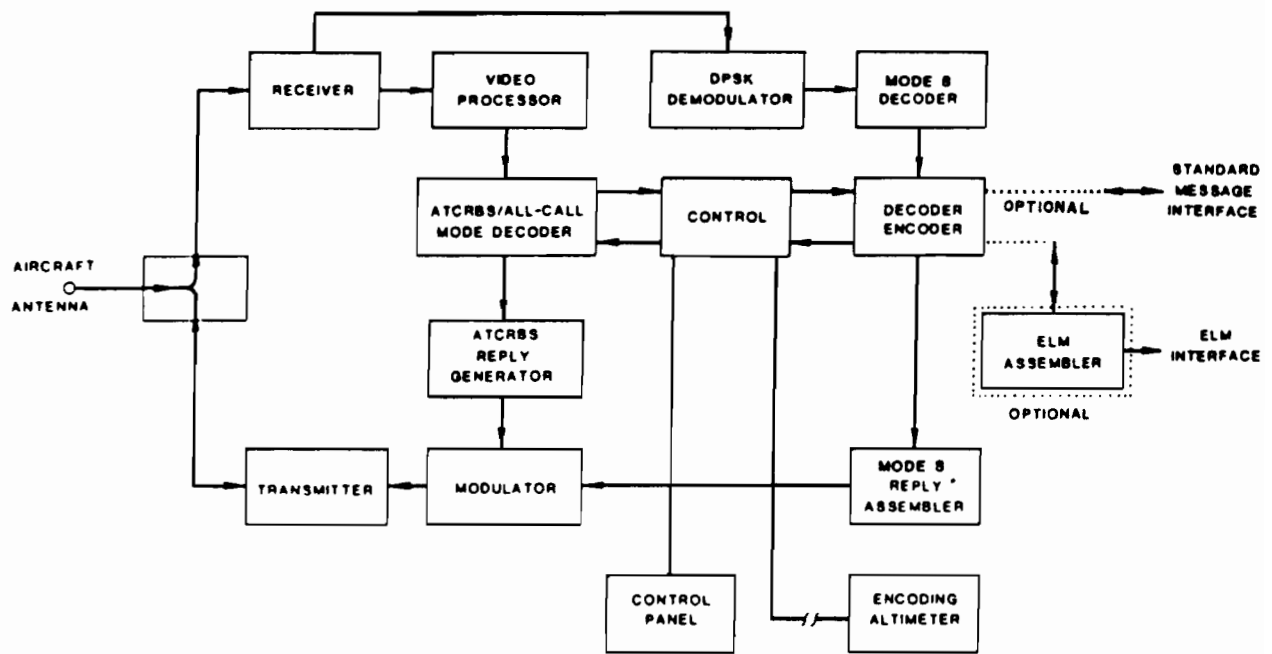 RECEIVER
VIDEO
PROCESSOR
DPSK
DEMODULATOR
MODE S
DECODER
ATCRBS/ALL-CALL
MODE DECODER
CONTROL
DECODER
ENCODER
OPTIONAL
STANDARD
MESSAGE
INTERFACE
AIRCRAFT
ANTENNA
ATCRBS
REPLY
GENERATOR
ELM
ASSEMBLER
ELM
INTERFACE
OPTIONAL
TRANSMITTER
MODULATOR
MODE S
REPLY
ASSEMBLER
CONTROL
PANEL
ENCODING
ALTIMETER